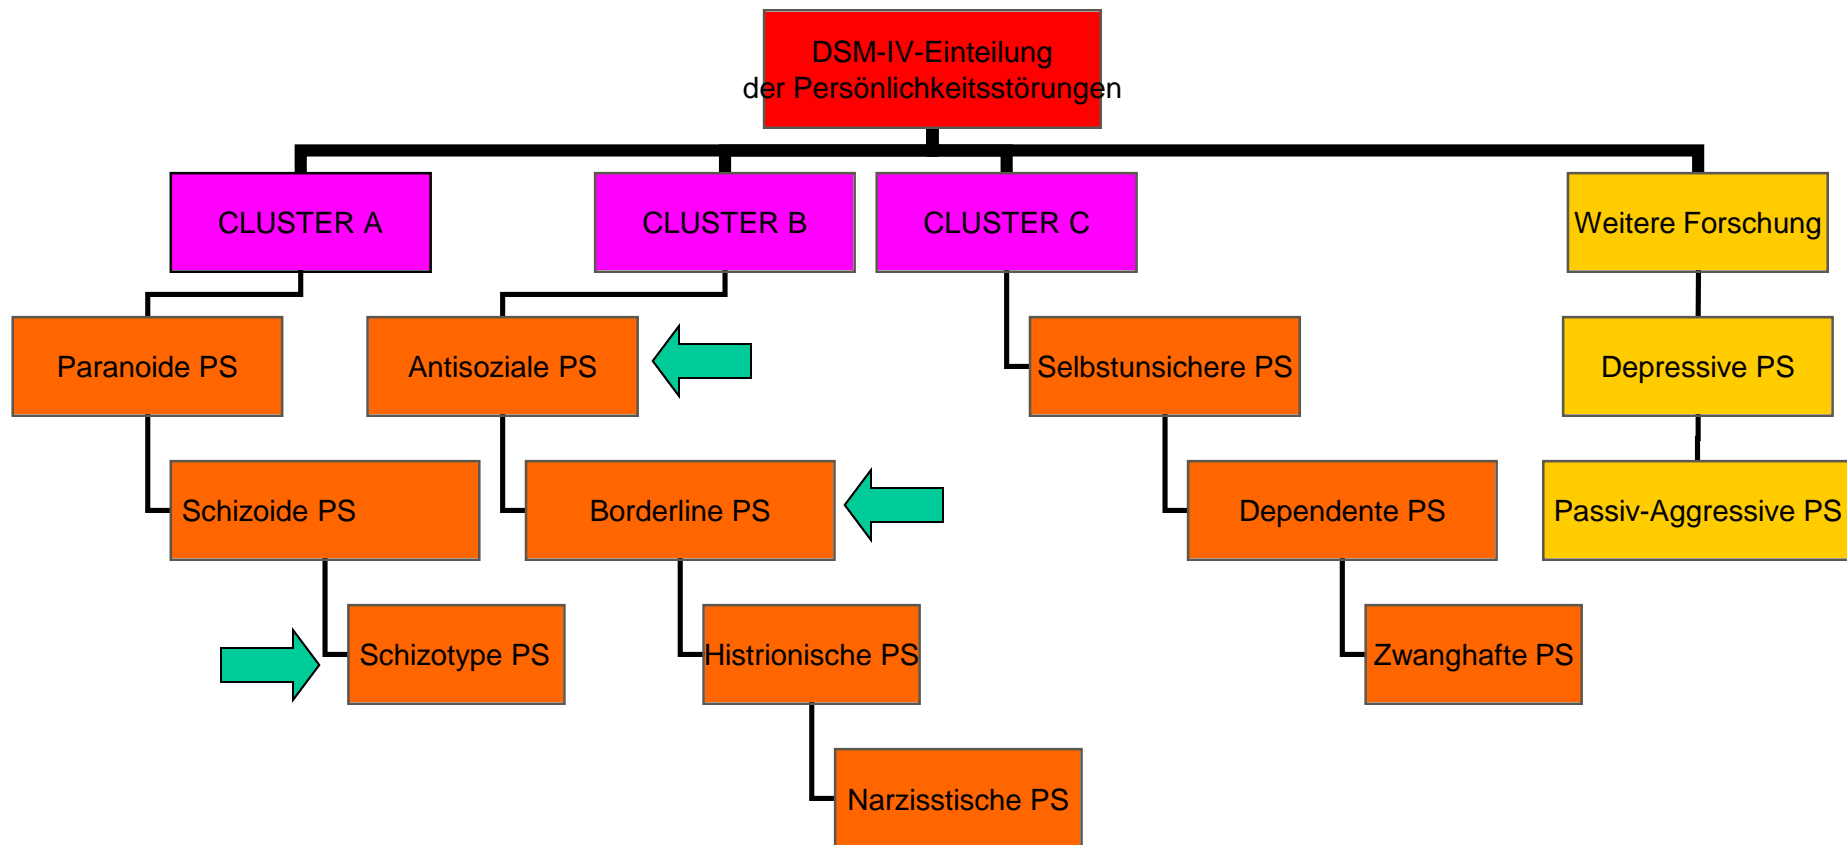 DSM-IV-Einteilung
der Persönlichkeitsstörungen
CLUSTER A
CLUSTER B
CLUSTER C
Weitere Forschung
Paranoide PS
Antisoziale PS
Selbstunsichere PS
Depressive PS
Schizoide PS
Borderline PS
Dependente PS
Passiv-Aggressive PS
Schizotype PS
Histrionische PS
Zwanghafte PS
Narzisstische PS